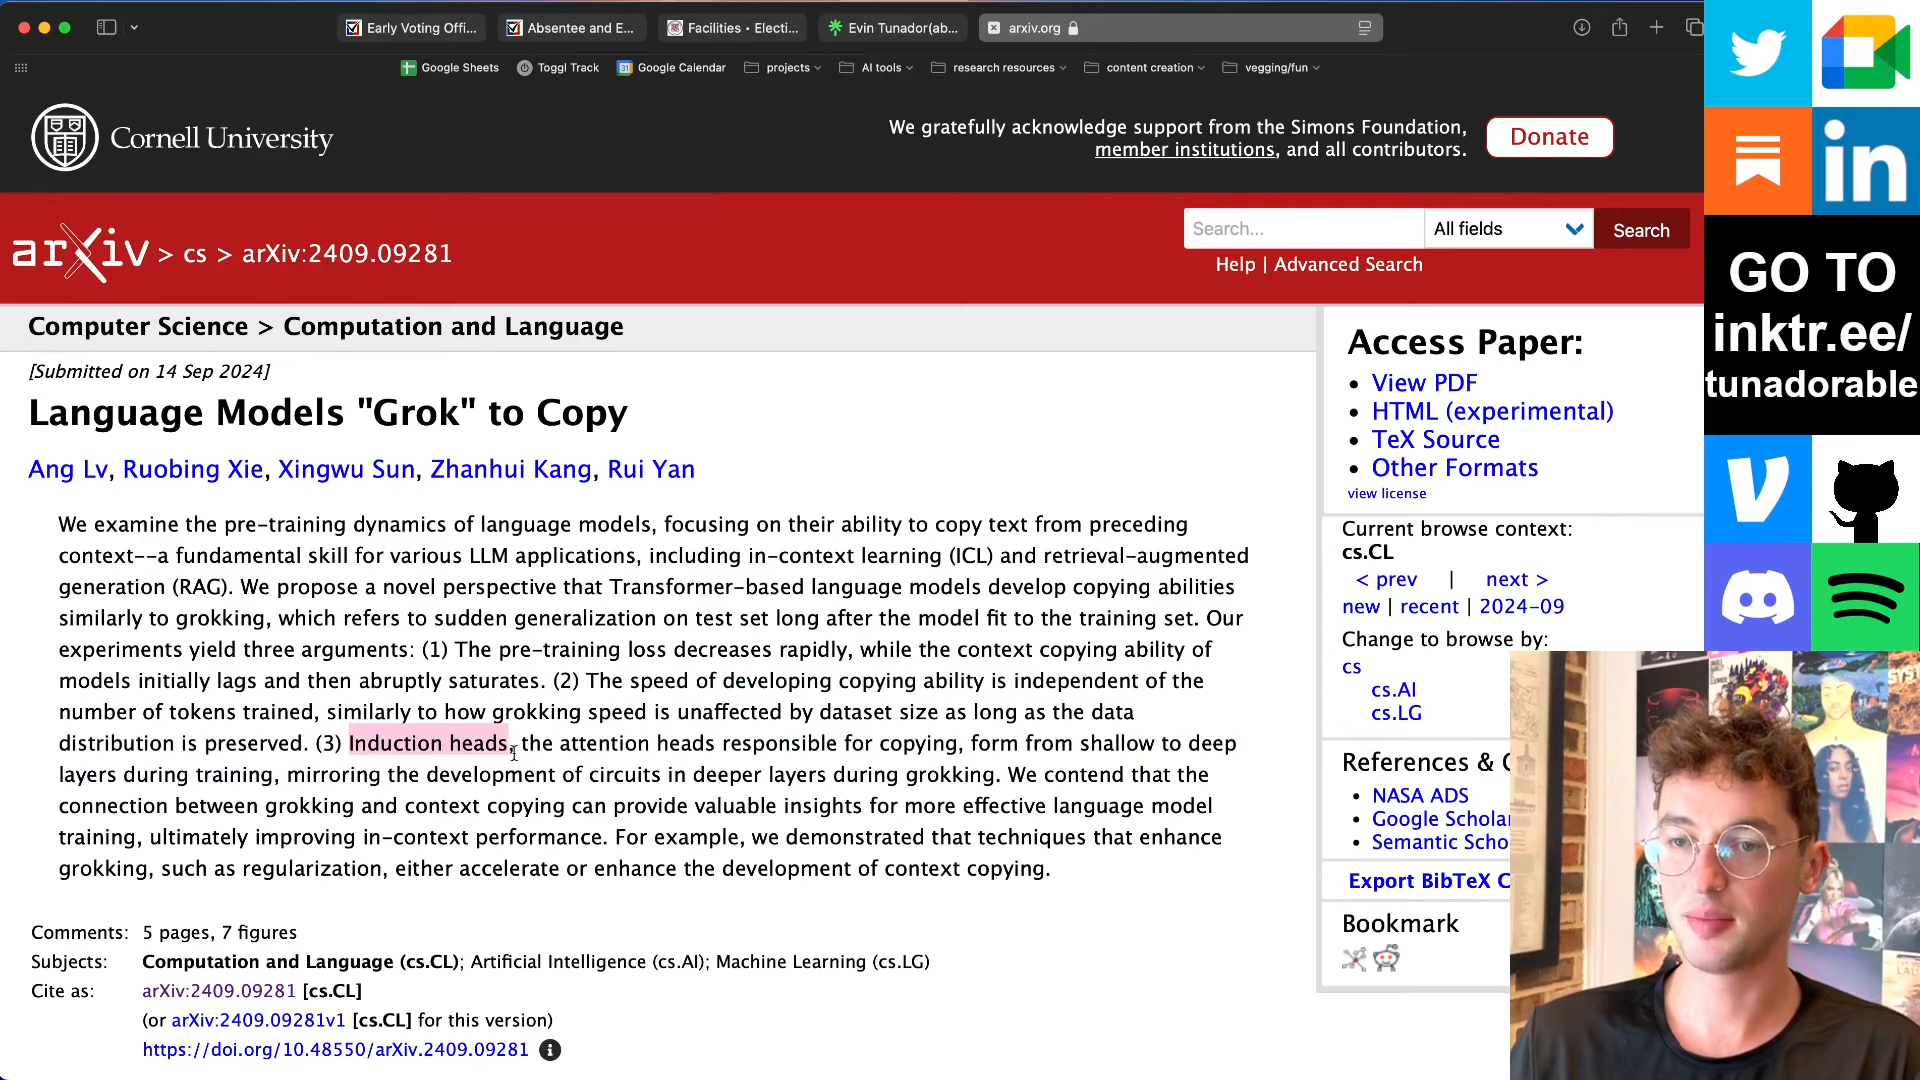 Early Voting Offi...
Absentee and E...
Facilities • Electi...
Evin Tunador(ab...
arxiv.org
Google Sheets
Toggl Track
Google Calendar
projects
AI tools
research resources
content creation
vegging/fun
Cornell University
We gratefully acknowledge support from the Simons Foundation,
member institutions, and all contributors.
Donate
arXiv > cs > arXiv:2409.09281
Search...
All fields
Search
Help | Advanced Search
Computer Science > Computation and Language
[Submitted on 14 Sep 2024]
Language Models "Grok" to Copy
Ang Lv, Ruobing Xie, Xingwu Sun, Zhanhui Kang, Rui Yan
We examine the pre-training dynamics of language models, focusing on their ability to copy text from preceding
context--a fundamental skill for various LLM applications, including in-context learning (ICL) and retrieval-augmented
generation (RAG). We propose a novel perspective that Transformer-based language models develop copying abilities
similarly to grokking, which refers to sudden generalization on test set long after the model fit to the training set. Our
experiments yield three arguments: (1) The pre-training loss decreases rapidly, while the context copying ability of
models initially lags and then abruptly saturates. (2) The speed of developing copying ability is independent of the
number of tokens trained, similarly to how grokking speed is unaffected by dataset size as long as the data
distribution is preserved. (3) Induction heads, the attention heads responsible for copying, form from shallow to deep
layers during training, mirroring the development of circuits in deeper layers during grokking. We contend that the
connection between grokking and context copying can provide valuable insights for more effective language model
training, ultimately improving in-context performance. For example, we demonstrated that techniques that enhance
grokking, such as regularization, either accelerate or enhance the development of context copying.
Comments: 5 pages, 7 figures
Subjects: Computation and Language (cs.CL); Artificial Intelligence (cs.AI); Machine Learning (cs.LG)
Cite as: arXiv:2409.09281 [cs.CL]
(or arXiv:2409.09281v1 [cs.CL] for this version)
https://doi.org/10.48550/arXiv.2409.09281
Access Paper:
View PDF
HTML (experimental)
TeX Source
Other Formats
view license
Current browse context:
cs.CL
< prev | next >
new | recent | 2024-09
Change to browse by:
cs
cs.AI
cs.LG
References & C
NASA ADS
Google Scholar
Semantic Scho
Export BibTeX C
Bookmark
in
GO TO
inktr.ee/
tunadorable